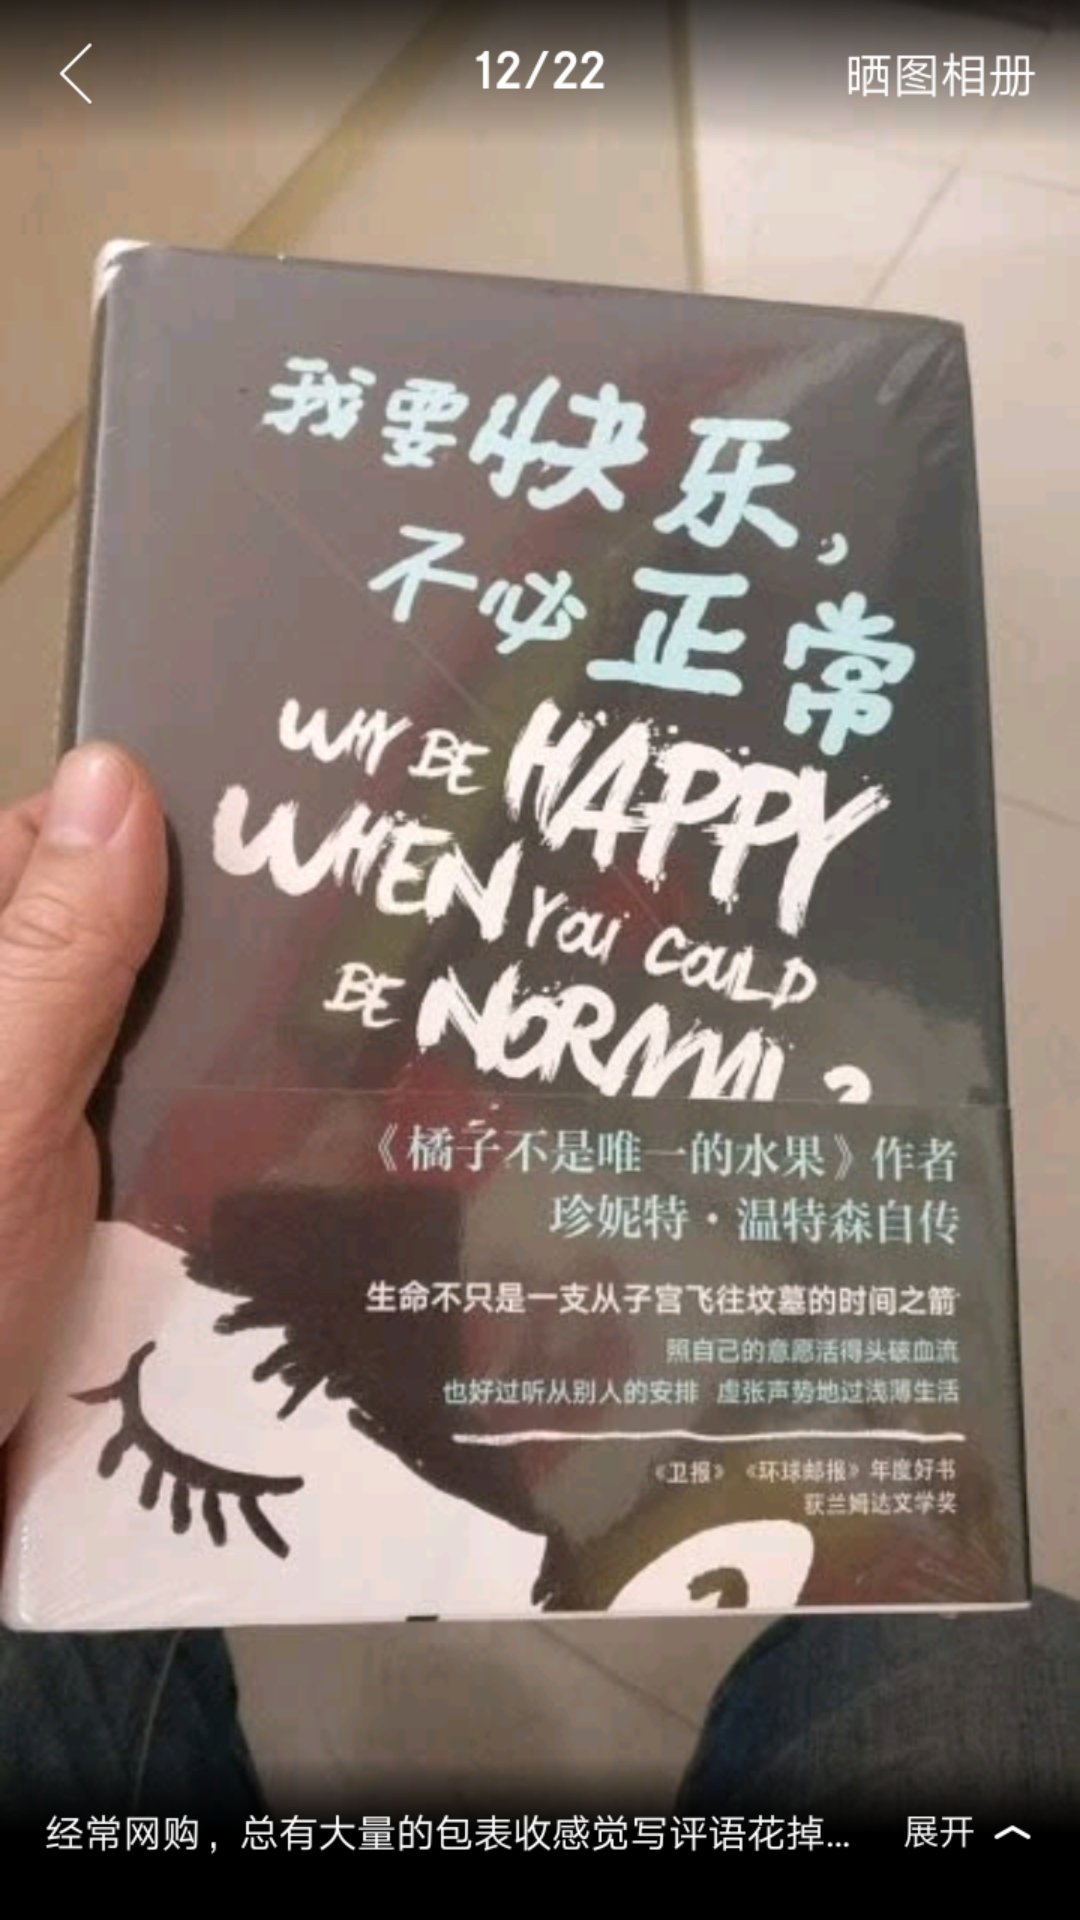 12/22
晒图相册
我要快乐，
不必正常
WHY BE HAPPY
WHEN YOU COULD
BE NORMAL?
《橘子不是唯一的水果》作者
珍妮特·温特森自传
生命不只是一支从子宫飞往坟墓的时间之箭
照自己的意愿活得头破血流
也好过听从别人的安排 虚张声势地过浅薄生活
《卫报》《环球邮报》年度好书
获兰姆达文学奖
经常网购，总有大量的包表收感觉写评语花掉... 展开